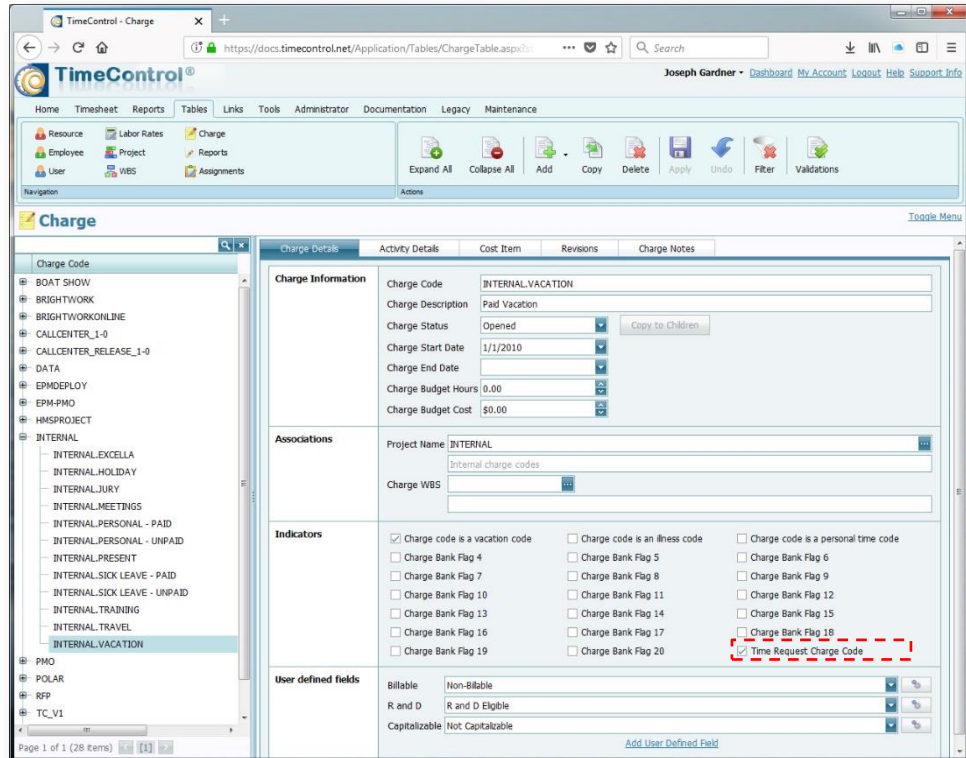 TimeControl - Charge
https://docs.timecontrol.net/Application/Tables/ChargeTable.aspx?s
Search
TimeControl®
Joseph Gardner • Dashboard My Account Logout Help Support Info
Home Timesheet Reports Tables Links Tools Administrator Documentation Legacy Maintenance
Resource Labor Rates Charge
Employee Project Reports
User WBS Assignments
Expand All Collapse All Add Copy Delete Apply Undo Filter Validations
Navigation Actions
Charge
Toggle Menu
Charge Code
BOAT SHOW
BRIGHTWORK
BRIGHTWORKONLINE
CALLCENTER_1-0
CALLCENTER_RELEASE_1-0
DATA
EPMDEPLOY
EPM-PMO
HMSPROJECT
INTERNAL
INTERNAL.EXCELLA
INTERNAL.HOLIDAY
INTERNAL.JURY
INTERNAL.MEETINGS
INTERNAL.PERSONAL - PAID
INTERNAL.PERSONAL - UNPAID
INTERNAL.PRESENT
INTERNAL.SICK LEAVE - PAID
INTERNAL.SICK LEAVE - UNPAID
INTERNAL.TRAINING
INTERNAL.TRAVEL
INTERNAL.VACATION
PMO
POLAR
RFP
TC_V1
Page 1 of 1 (28 items) [1]
Charge Details Activity Details Cost Item Revisions Charge Notes
Charge Information
Charge Code INTERNAL.VACATION
Charge Description Paid Vacation
Charge Status Opened Copy to Children
Charge Start Date 1/1/2010
Charge End Date
Charge Budget Hours 0.00
Charge Budget Cost $0.00
Associations
Project Name INTERNAL
Internal charge codes
Charge WBS
Indicators
Charge code is a vacation code Charge code is an illness code Charge code is a personal time code
Charge Bank Flag 4 Charge Bank Flag 5 Charge Bank Flag 6
Charge Bank Flag 7 Charge Bank Flag 8 Charge Bank Flag 9
Charge Bank Flag 10 Charge Bank Flag 11 Charge Bank Flag 12
Charge Bank Flag 13 Charge Bank Flag 14 Charge Bank Flag 15
Charge Bank Flag 16 Charge Bank Flag 17 Charge Bank Flag 18
Charge Bank Flag 19 Charge Bank Flag 20 Time Request Charge Code
User defined fields
Billable Non-Billable
R and D R and D Eligible
Capitalizable Not Capitalizable
Add User Defined Field